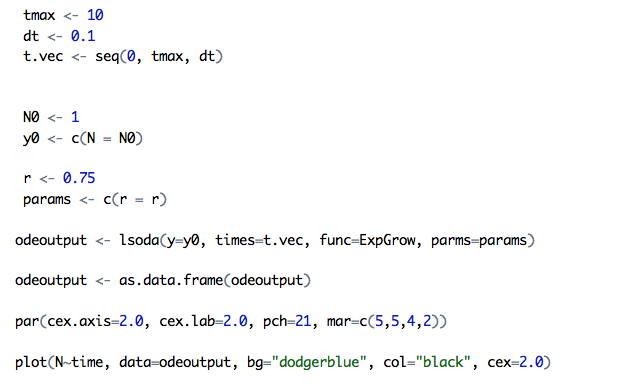 tmax <- 10
dt <- 0.1
t.vec <- seq(0, tmax, dt)
N0 <- 1
y0 <- c(N = N0)
r <- 0.75
params <- c(r = r)
odeoutput <- lsoda(y=y0, times=t.vec, func=ExpGrow, parms=params)
odeoutput <- as.data.frame(odeoutput)
par(cex.axis=2.0, cex.lab=2.0, pch=21, mar=c(5,5,4,2))
plot(N~time, data=odeoutput, bg="dodgerblue", col="black", cex=2.0)